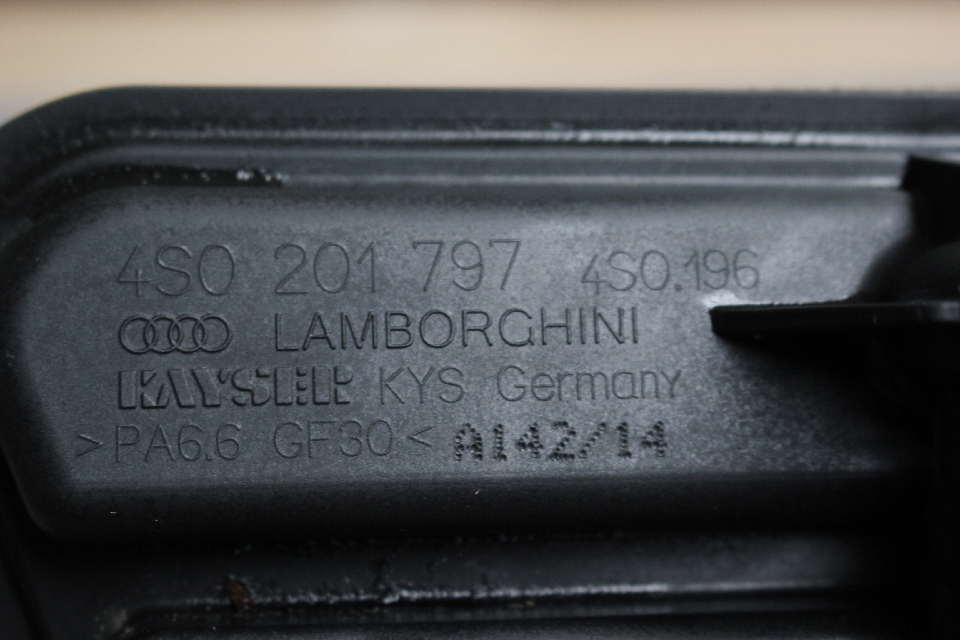 4S0 201 797 4S0.196
LAMBORGHINI
KAYSER KYS Germany
>PA6.6 GF30< A142/14